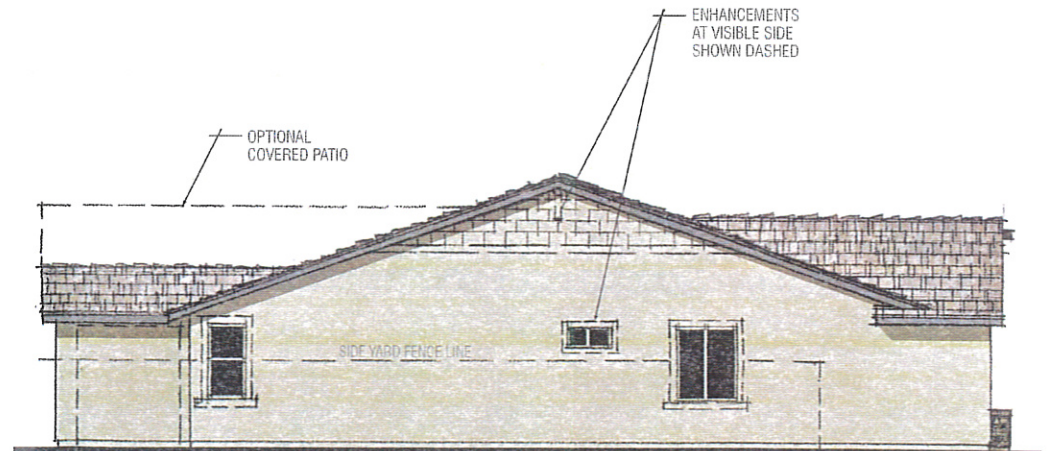 ENHANCEMENTS
AT VISIBLE SIDE
SHOWN DASHED
OPTIONAL
COVERED PATIO
SIDE YARD FENCE LINE